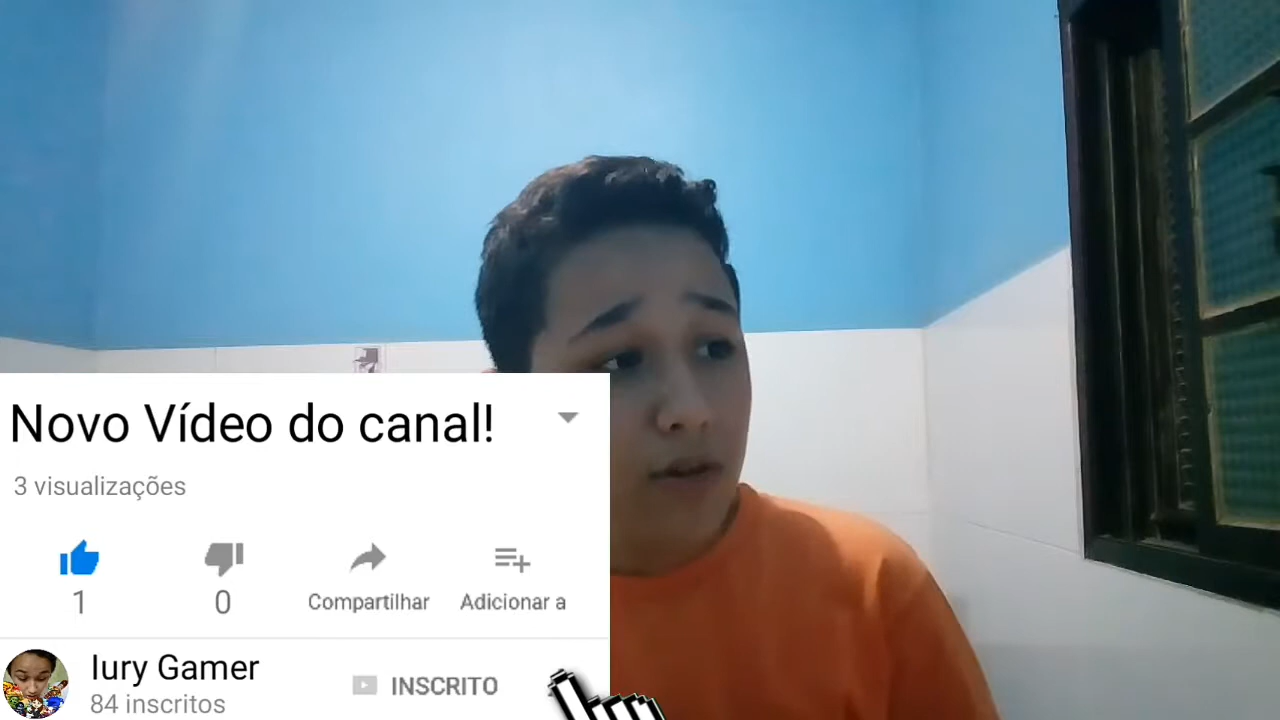 Novo Vídeo do canal!
3 visualizações
1
0
Compartilhar
Adicionar a
Iury Gamer
INSCRITO
84 inscritos